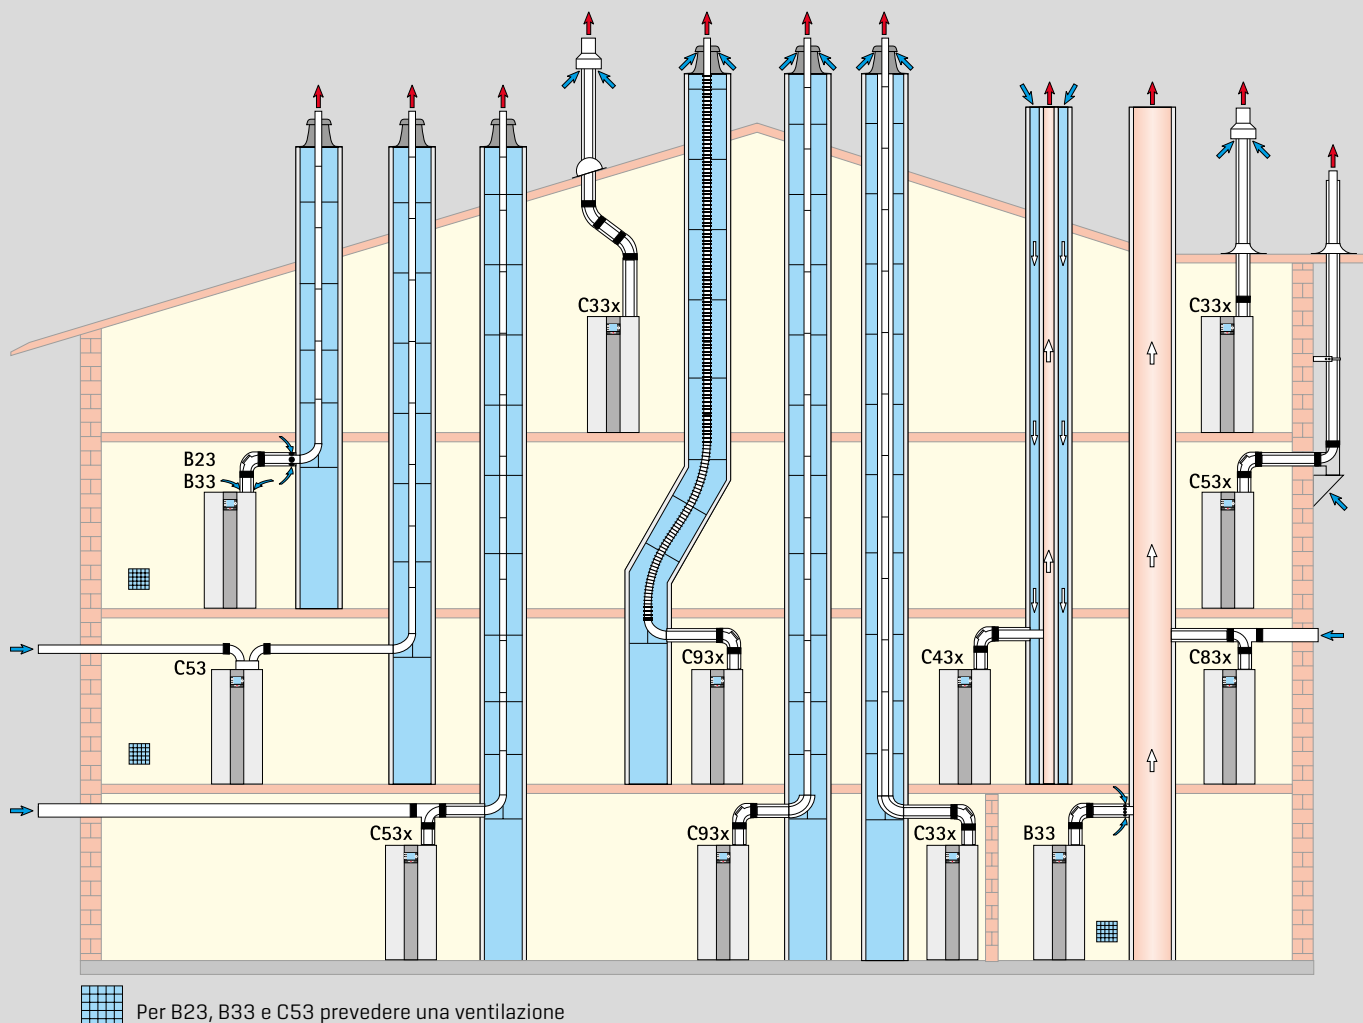 C33x
C33x
B23
B33
C53x
C53
C93x
C43x
C83x
C53x
C93x
C33x
B33
Per B23, B33 e C53 prevedere una ventilazione